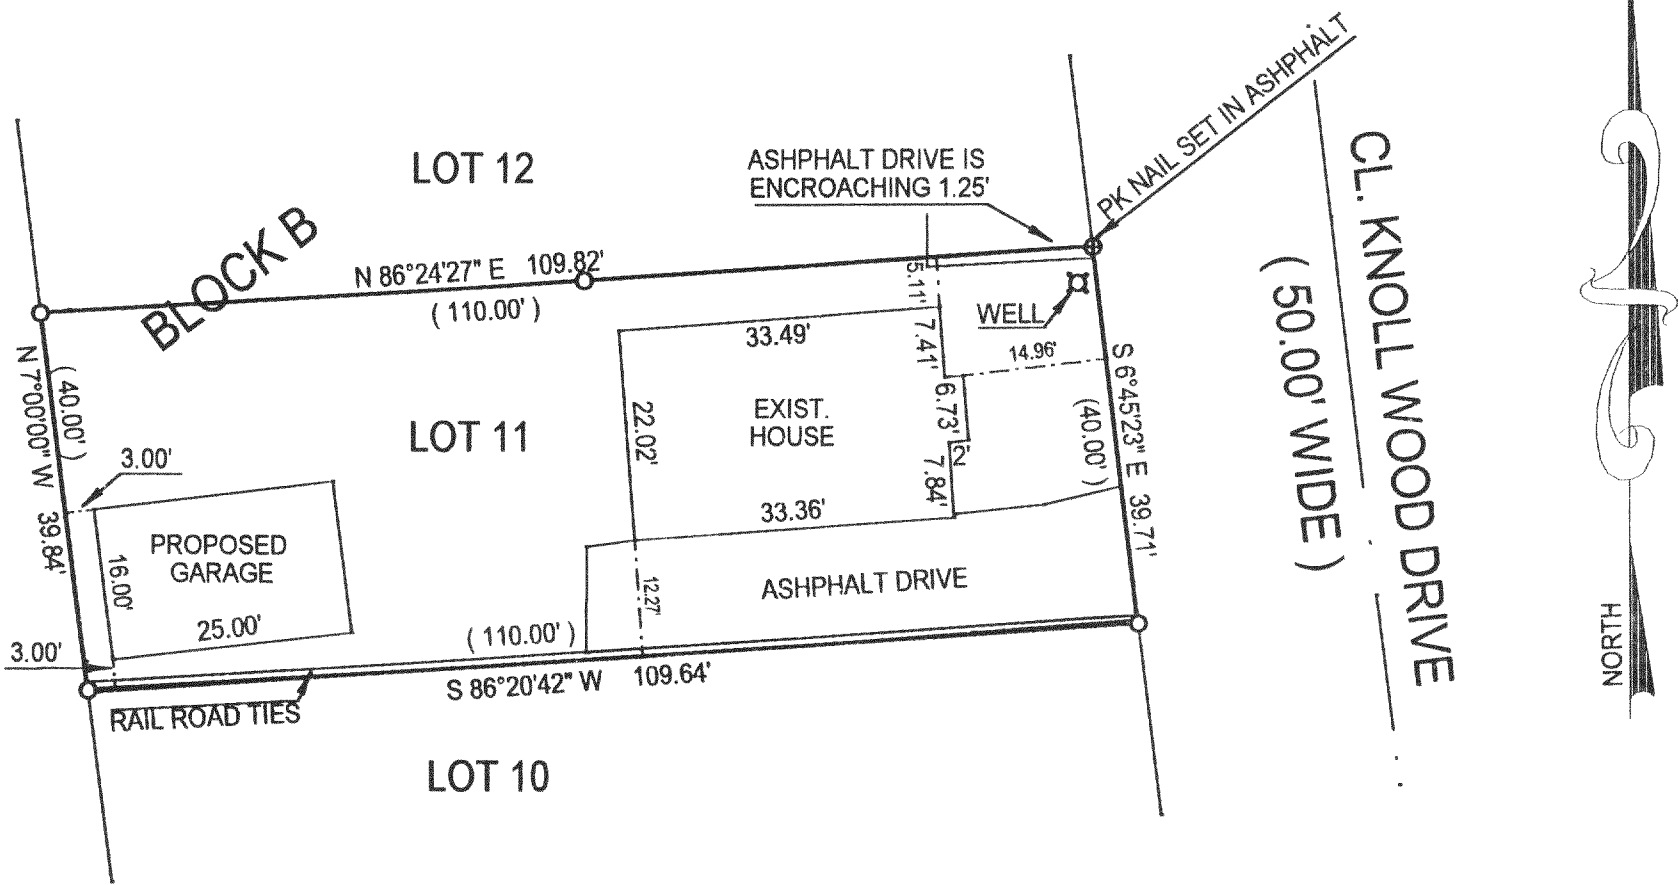 PK NAIL SET IN ASHPHALT
LOT 12
ASHPHALT DRIVE IS
ENCROACHING 1.25'
BLOCK B
N 86°24'27" E 109.82'
( 110.00' )
5.11'
WELL
33.49'
7.41'
14.96'
N 7°00'00" W 39.84'
( 40.00' )
LOT 11
22.02'
EXIST.
HOUSE
6.73'
2'
7.84'
S 6°45'23" E 39.71'
(40.00' )
CL. KNOLL WOOD DRIVE
( 50.00' WIDE )
3.00'
33.36'
PROPOSED
GARAGE
16.00'
25.00'
12.27'
ASHPHALT DRIVE
( 110.00' )
3.00'
S 86°20'42" W 109.64'
RAIL ROAD TIES
LOT 10
NORTH